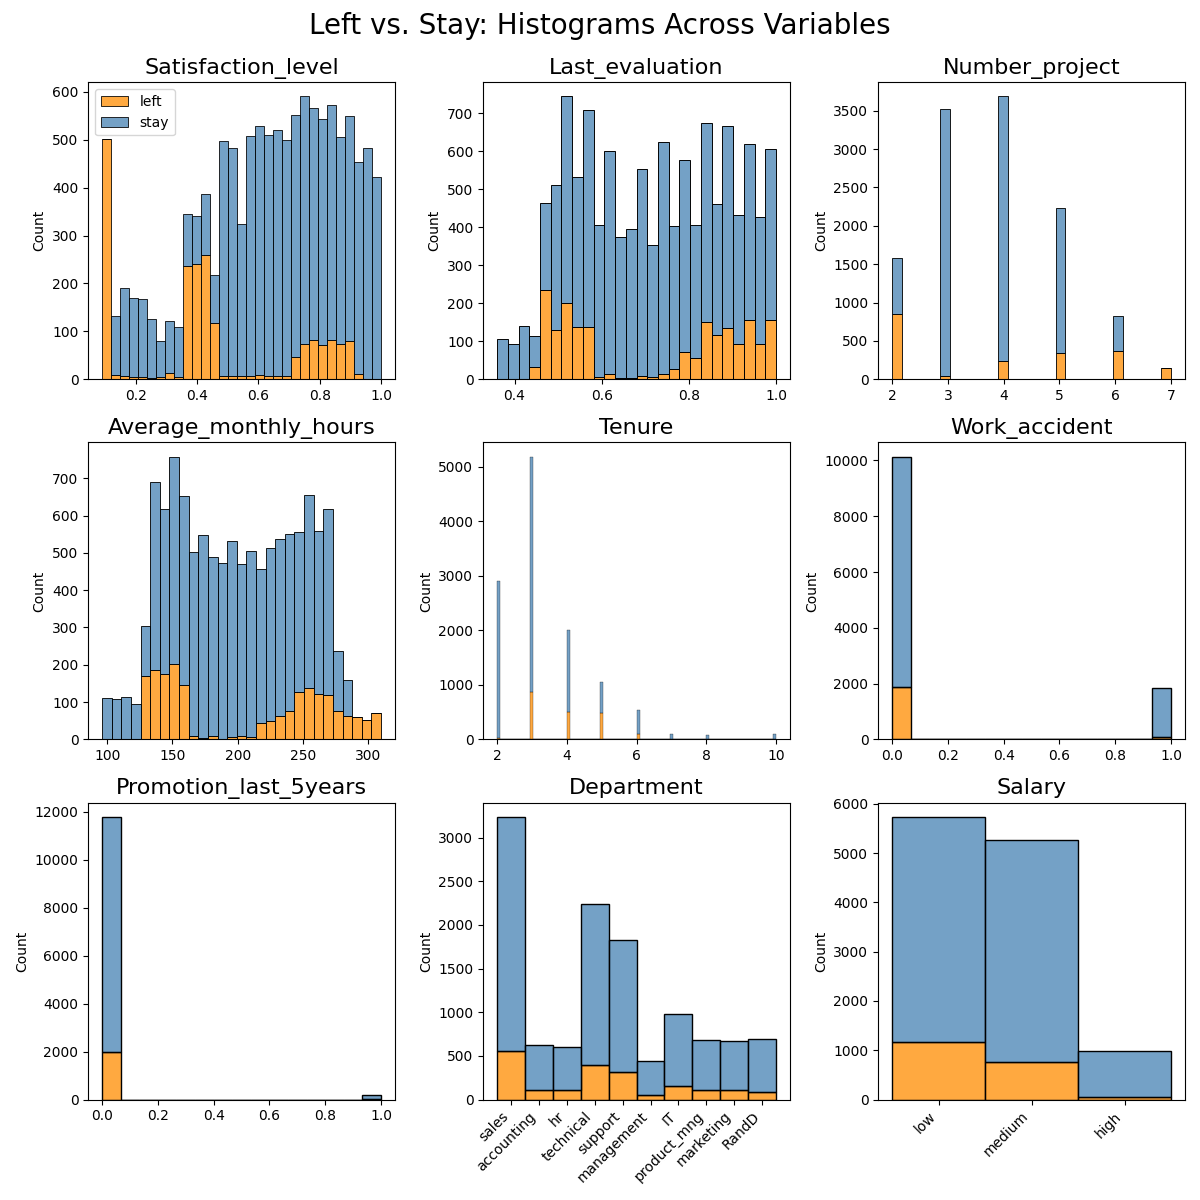 Left vs. Stay: Histograms Across Variables
Satisfaction_level
Last_evaluation
Number_project
left
stay
Count
0
100
200
300
400
500
600
0.2
0.4
0.6
0.8
1.0
Count
0
100
200
300
400
500
600
700
0.4
0.6
0.8
1.0
Count
0
500
1000
1500
2000
2500
3000
3500
2
3
4
5
6
7
Average_monthly_hours
Tenure
Work_accident
Count
0
100
200
300
400
500
600
700
100
150
200
250
300
Count
0
1000
2000
3000
4000
5000
2
4
6
8
10
Count
0
2000
4000
6000
8000
10000
0.0
0.2
0.4
0.6
0.8
1.0
Promotion_last_5years
Department
Salary
Count
0
2000
4000
6000
8000
10000
12000
0.0
0.2
0.4
0.6
0.8
1.0
Count
0
500
1000
1500
2000
2500
3000
sales
accounting
hr
technical
support
management
IT
product_mng
marketing
RandD
Count
0
1000
2000
3000
4000
5000
6000
low
medium
high